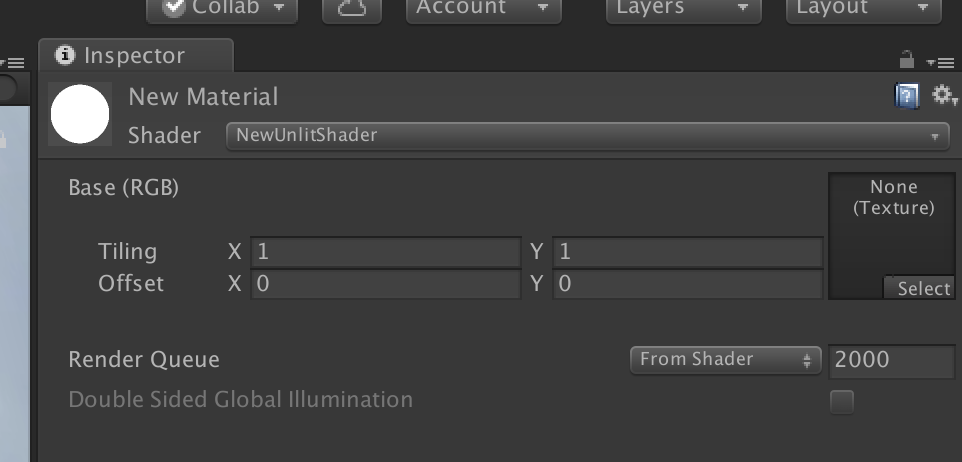 Collab Account Layers Layout
Inspector
New Material
Shader NewUnlitShader
Base (RGB) None
(Texture)
Tiling X 1 Y 1
Offset X 0 Y 0
Select
Render Queue From Shader 2000
Double Sided Global Illumination